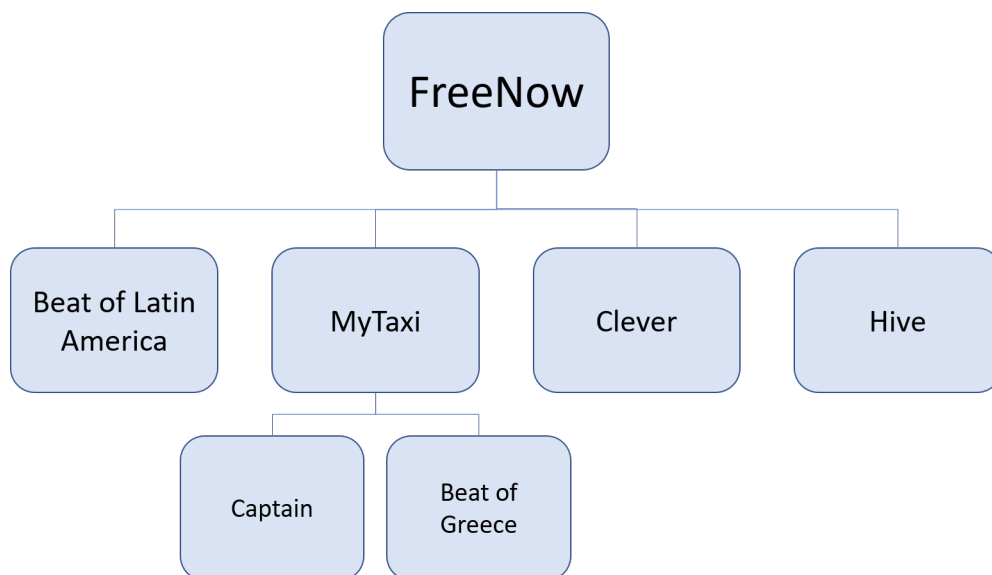 FreeNow
Beat of Latin
America
MyTaxi
Clever
Hive
Captain
Beat of
Greece